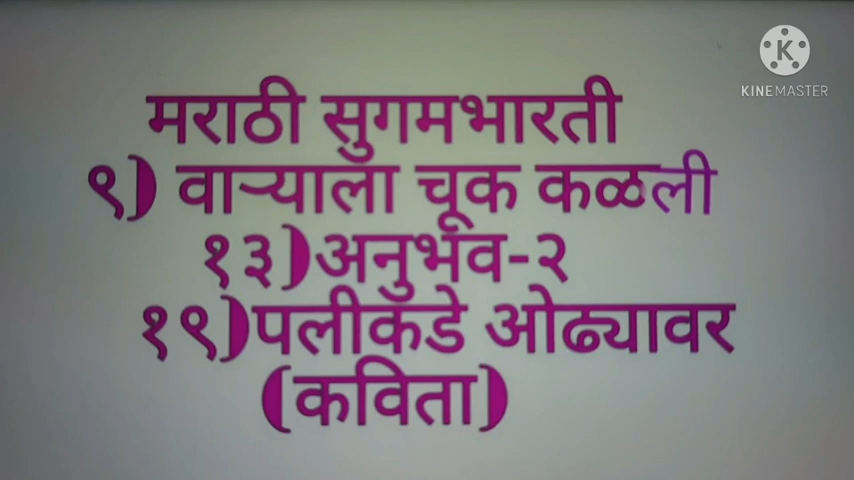 KINEMASTER
मराठी सुगमभारती
९) वाऱ्याला चूक कळली
१३)अनुभव-२
१९)पलीकडे ओढ्यावर
(कविता)